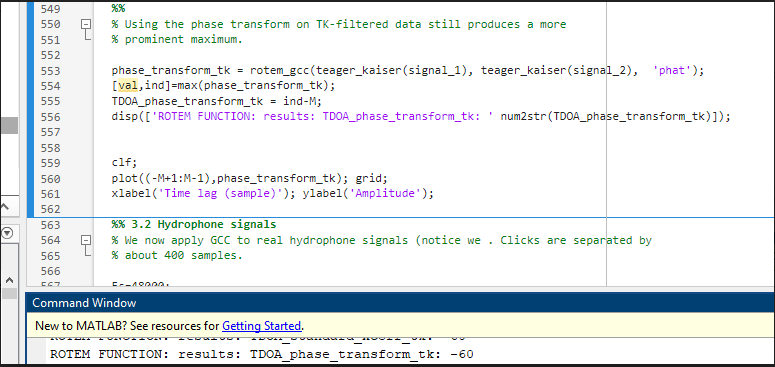 549 %%
550 % Using the phase transform on TK-filtered data still produces a more
551 % prominent maximum.
552
553 phase_transform_tk = rotem_gcc(teager_kaiser(signal_1), teager_kaiser(signal_2),  'phat');
554 [val,ind]=max(phase_transform_tk);
555 TDOA_phase_transform_tk = ind-M;
556 disp(['ROTEM FUNCTION: results: TDOA_phase_transform_tk: ' num2str(TDOA_phase_transform_tk)]);
557
558
559 clf;
560 plot((-M+1:M-1),phase_transform_tk); grid;
561 xlabel('Time lag (sample)'); ylabel('Amplitude');
562
563 %% 3.2 Hydrophone signals
564 % We now apply GCC to real hydrophone signals (notice we . Clicks are separated by
565 % about 400 samples.
566
567 Fs=48000;
Command Window
New to MATLAB? See resources for Getting Started.
ROTEM FUNCTION: results:
ROTEM FUNCTION: results: TDOA_phase_transform_tk: -60